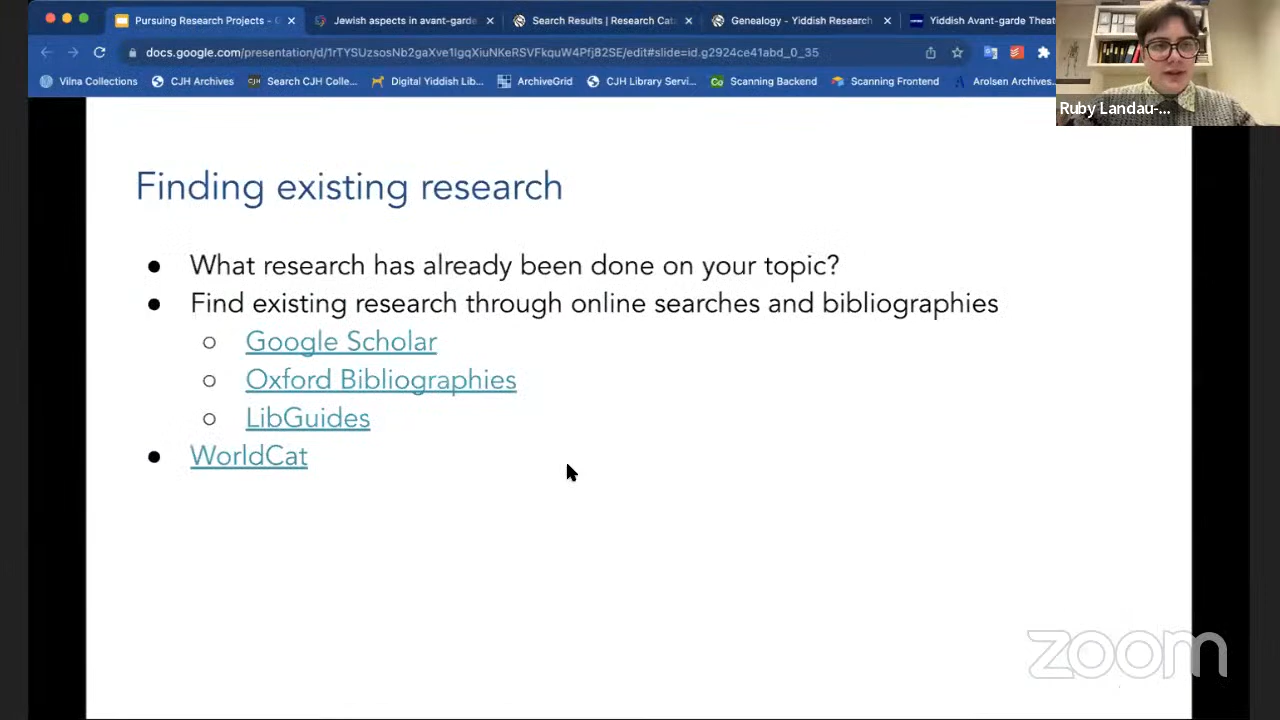 Pursuing Research Projects - G
Jewish aspects in avant-garde
Search Results | Research Cat
Genealogy - Yiddish Research
Yiddish Avant-garde Theat
docs.google.com/presentation/d/1rTYSUzsosNb2gaXve1IgqXiuNKeRSVFkquW4Pfj82SE/edit#slide=id.g2924ce41abd_0_35
Vilna Collections
CJH Archives
Search CJH Colle...
Digital Yiddish Lib...
ArchiveGrid
CJH Library Servi...
Scanning Backend
Scanning Frontend
Arolsen Archives.
Ruby Landau-...
Finding existing research
● What research has already been done on your topic?
● Find existing research through online searches and bibliographies
○ Google Scholar
○ Oxford Bibliographies
○ LibGuides
● WorldCat
zoom